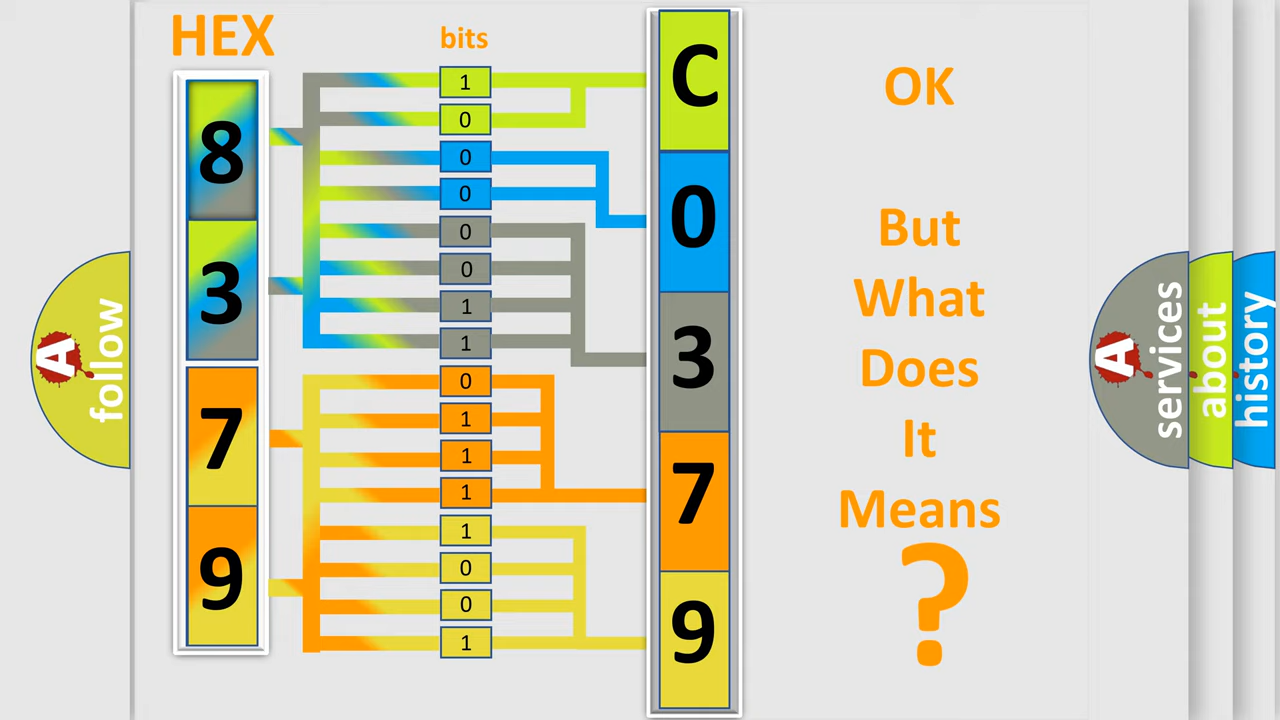 HEX
bits
8
3
7
9
1
0
0
0
0
0
1
1
0
1
1
1
1
0
0
1
C
0
3
7
9
OK
But
What
Does
It
Means
?
A
follow
A
services
about
history